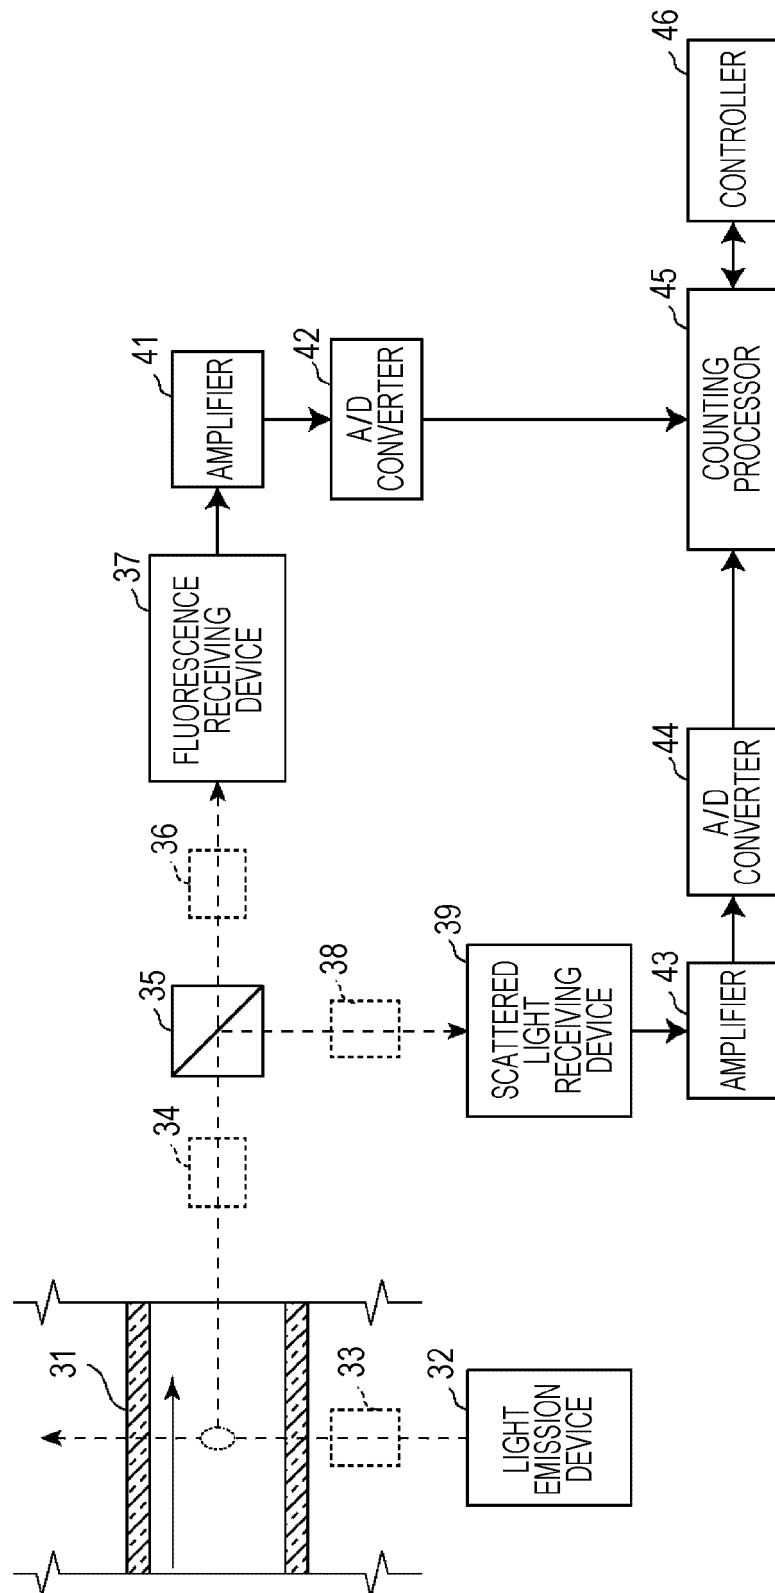 31
32
LIGHT
EMISSION
DEVICE
33
34
35
36
37
FLUORESCENCE
RECEIVING
DEVICE
38
39
SCATTERED
LIGHT
RECEIVING
DEVICE
41
AMPLIFIER
42
A/D
CONVERTER
43
AMPLIFIER
44
A/D
CONVERTER
45
COUNTING
PROCESSOR
46
CONTROLLER